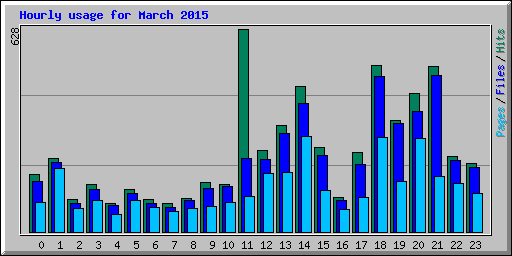 Hourly usage for March 2015
628
Pages / Files / Hits
0 1 2 3 4 5 6 7 8 9 10 11 12 13 14 15 16 17 18 19 20 21 22 23